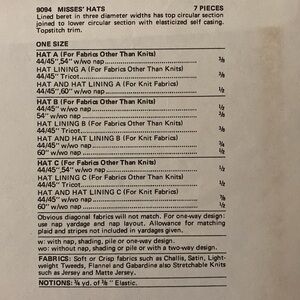 9094 MISSES' HATS 7 PIECES
Lined beret in three diameter widths has top circular section
joined to lower circular section with elasticized self casing.
Topstitch trim.
ONE SIZE
HAT A (For Fabrics Other Than Knits)
44/45",54" w/wo nap
HAT LINING A (For Fabrics Other Than Knits)
44/45" Tricot
HAT AND HAT LINING A (For Knit Fabrics)
44/45",60" w/wo nap
HAT B (For Fabrics Other Than Knits)
44/45" w/wo nap
54" w/wo nap
HAT LINING B (For Fabrics Other Than Knits)
44/45" Tricot
HAT AND HAT LINING B (For Knit Fabrics)
44/45" w/wo nap
60" w/wo nap
HAT C (For Fabrics Other Than Knits)
44/45",54" w/wo nap
HAT LINING C (For Fabrics Other Than Knits)
44/45" Tricot
HAT AND HAT LINING C (For Knit Fabrics)
44/45" w/wo nap
60" w/wo nap
Obvious diagonal fabrics will not match. For one-way design:
use nap yardage and nap layout. Allowance for matching
plaid and stripes not included in yardages given.
w: with nap, shading, pile or one-way design.
wo: without nap, shading or pile or with a two-way design.
FABRICS: Soft or Crisp fabrics such as Challis, Satin, Light-
weight Tweeds, Flannel and Gabardine also Stretchable Knits
such as Jersey and Matte Jersey.
NOTIONS: yd. of " Elastic.